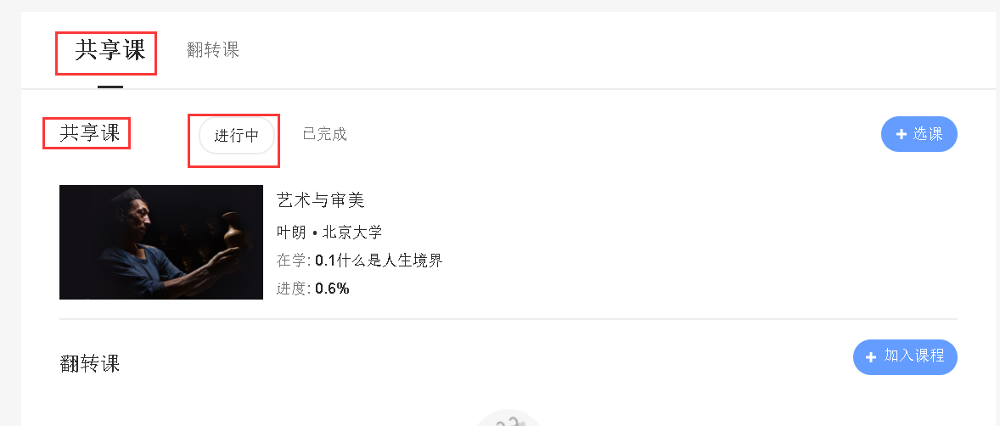 共享课 翻转课
共享课 进行中 已完成 + 选课
艺术与审美
叶朗 • 北京大学
在学: 0.1什么是人生境界
进度: 0.6%
翻转课 + 加入课程